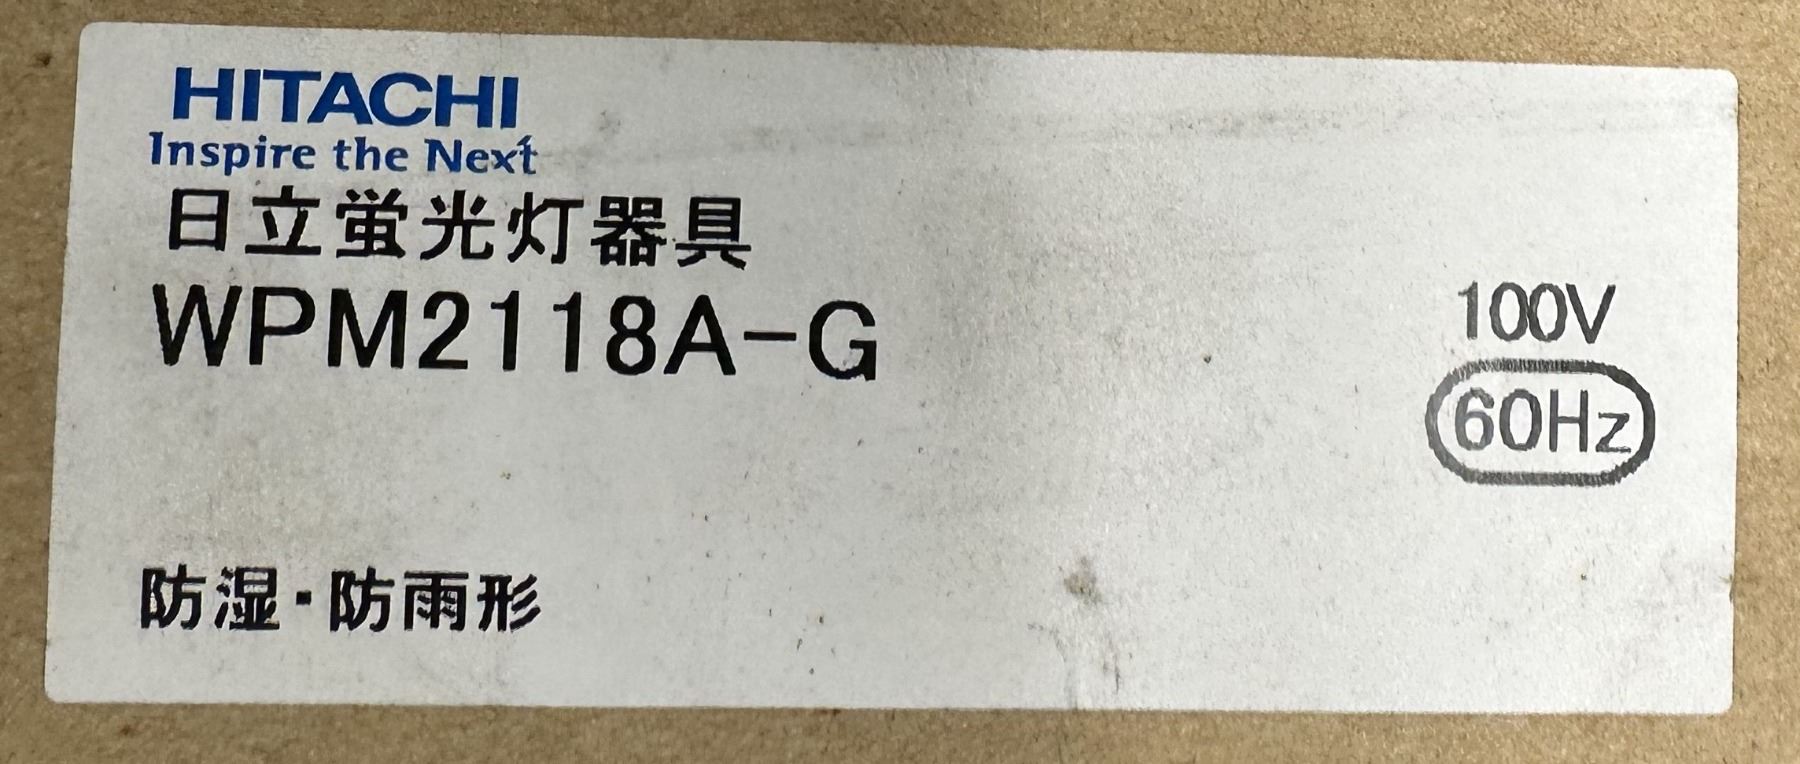 HITACHI
Inspire the Next
日立蛍光灯器具
WPM2118A-G
100V
60Hz
防湿・防雨形